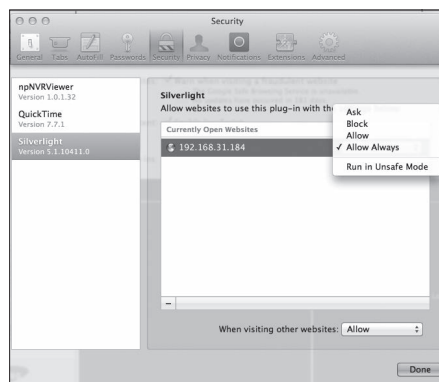 Security
General Tabs AutoFill Passwords Security Privacy Notifications Extensions Advanced
npNVRViewer
Version 1.0.1.32
QuickTime
Version 7.7.1
Silverlight
Version 5.1.10411.0
Silverlight
Allow websites to use this plug-in with the
Currently Open Websites
192.168.31.184
Ask
Block
Allow
✓ Allow Always
Run in Unsafe Mode
−
When visiting other websites: Allow
Done